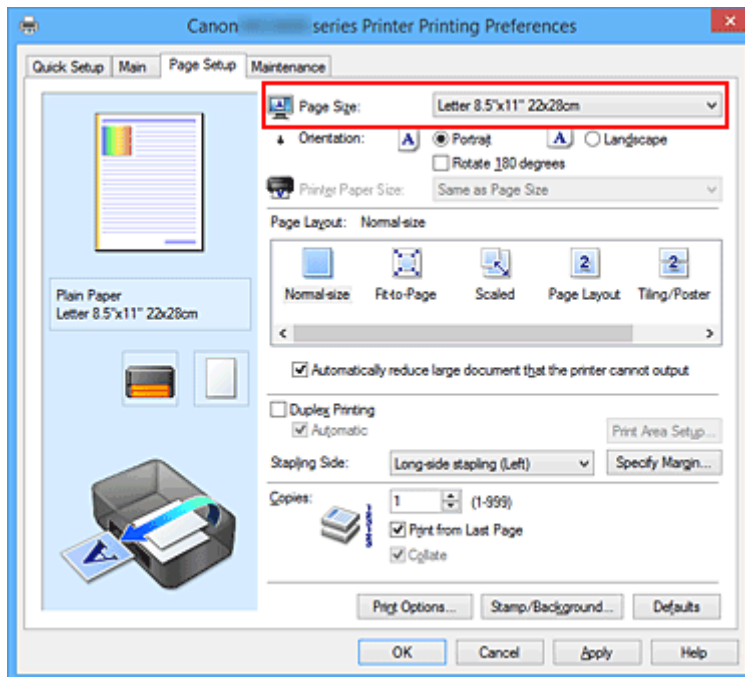 Canon series Printer Printing Preferences
Quick Setup Main Page Setup Maintenance
Page Size: Letter 8.5"x11" 22x28cm
Orientation: A Portrait A Landscape
Rotate 180 degrees
Printer Paper Size: Same as Page Size
Page Layout: Normal-size
Normal-size Fit-to-Page Scaled Page Layout Tiling/Poster
Plain Paper
Letter 8.5"x11" 22x28cm
Automatically reduce large document that the printer cannot output
Duplex Printing
Automatic
Print Area Setup...
Stapling Side: Long-side stapling (Left) Specify Margin...
Copies: 1 (1-999)
Print from Last Page
Collate
Print Options... Stamp/Background... Defaults
OK Cancel Apply Help